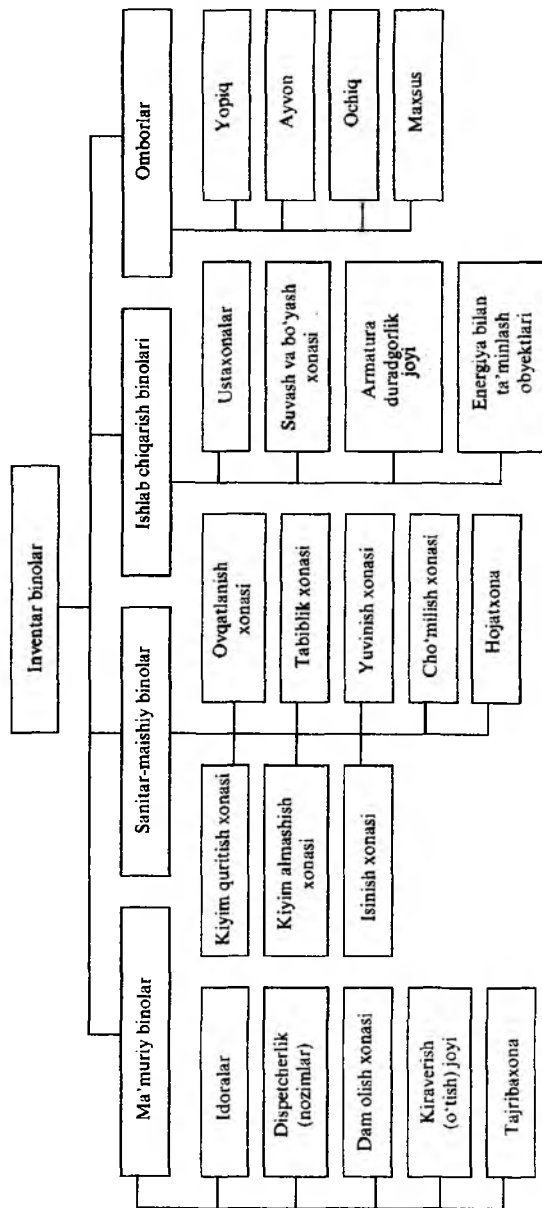 Inventar binolar
Ma'muriy binolar
Idoralar
Dispetcherlik
(nozimlar)
Dam olish xonasi
Kiraverish
(o'tish) joyi
Tajribaxona
Sanitar-maishiy binolar
Kiyim quritish xonasi
Kiyim almashish
xonasi
Isinish xonasi
Ovqatlanish
xonasi
Tabiblik xonasi
Yuvinish xonasi
Cho'milish xonasi
Hojatxona
Ishlab chiqarish binolari
Ustaxonalar
Suvash va bo'yash
xonasi
Armatura
duradgorlik
joyi
Energiya bilan
ta'minlash
obyektlari
Omborlar
Yopiq
Ayvon
Ochiq
Maxsus